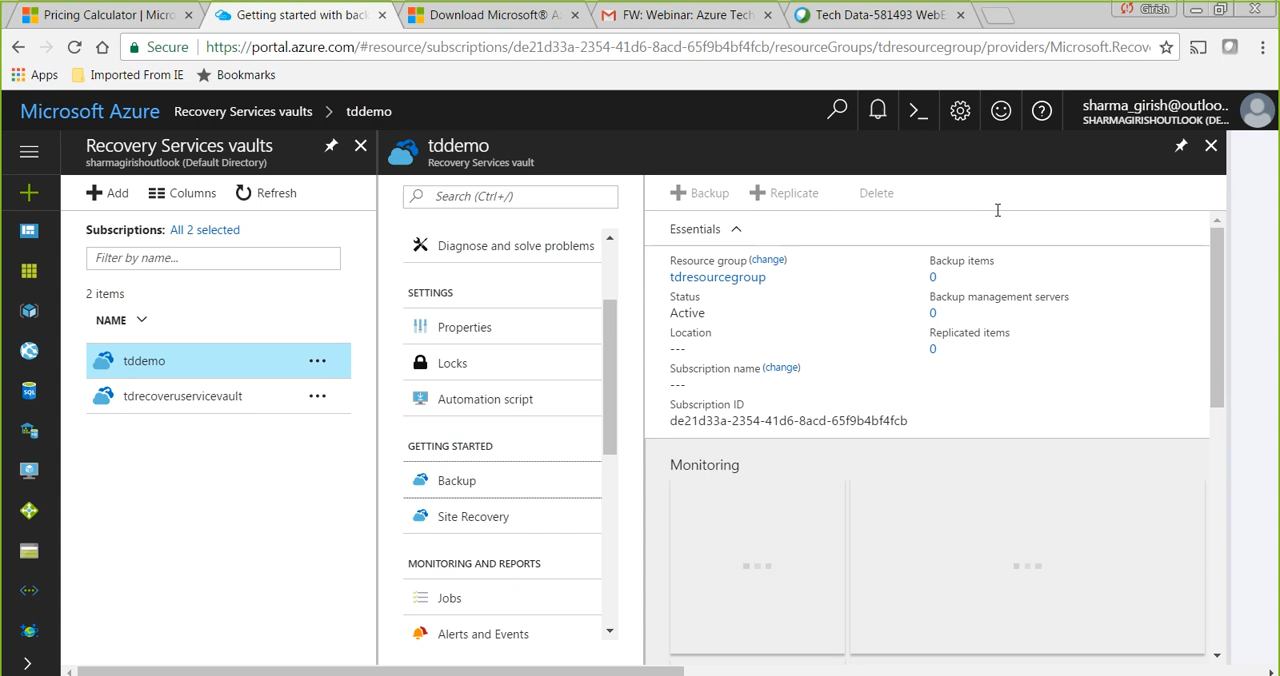 Pricing Calculator | Micro
Getting started with back
Download Microsoft® A
FW: Webinar: Azure Tech
Tech Data-581493 WebE
Girish
Secure
https://portal.azure.com/#resource/subscriptions/de21d33a-2354-41d6-8acd-65f9b4bf4fcb/resourceGroups/tdresourcegroup/providers/Microsoft.Recov
Apps
Imported From IE
Bookmarks
Microsoft Azure
Recovery Services vaults > tddemo
sharma_girish@outloo..
SHARMAGIRISHOUTLOOK (DE...
Recovery Services vaults
sharmagirishoutlook (Default Directory)
Add
Columns
Refresh
Subscriptions: All 2 selected
Filter by name...
2 items
NAME
tddemo
tdrecoveruservicevault
tddemo
Recovery Services vault
Search (Ctrl+/)
Diagnose and solve problems
SETTINGS
Properties
Locks
Automation script
GETTING STARTED
Backup
Site Recovery
MONITORING AND REPORTS
Jobs
Alerts and Events
Backup
Replicate
Delete
Essentials
Resource group (change)
tdresourcegroup
Status
Active
Location
---
Subscription name (change)
---
Subscription ID
de21d33a-2354-41d6-8acd-65f9b4bf4fcb
Backup items
0
Backup management servers
0
Replicated items
0
Monitoring